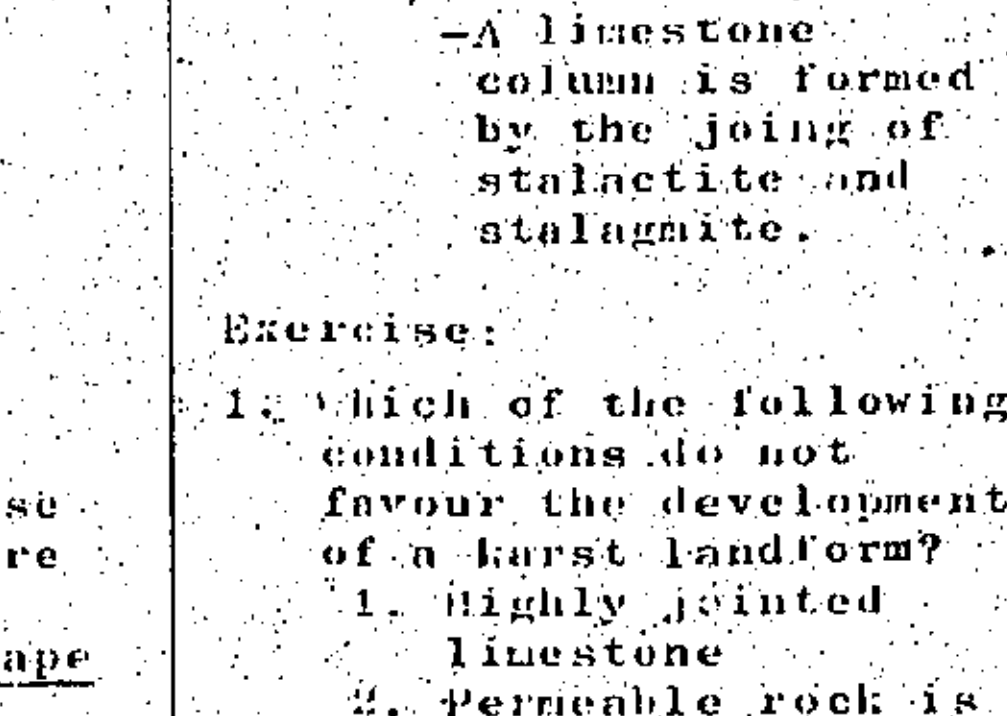 se
re
ape
—A limestone
column is formed
by the joing of
stalactite and
stalagmite.
Exercise:
1. Which of the following
conditions do not
favour the development
of a karst landform?
1. Highly jointed
limestone
2. Permeable rock is